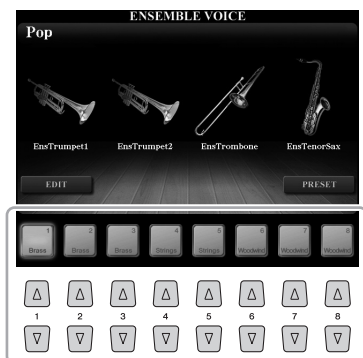 ENSEMBLE VOICE
Pop
EnsTrumpet1 EnsTrumpet2 EnsTrombone EnsTenorSax
EDIT PRESET
1 2 3 4 5 6 7 8
Brass Brass Brass Strings Strings Woodwind Woodwind Woodwind
1 2 3 4 5 6 7 8